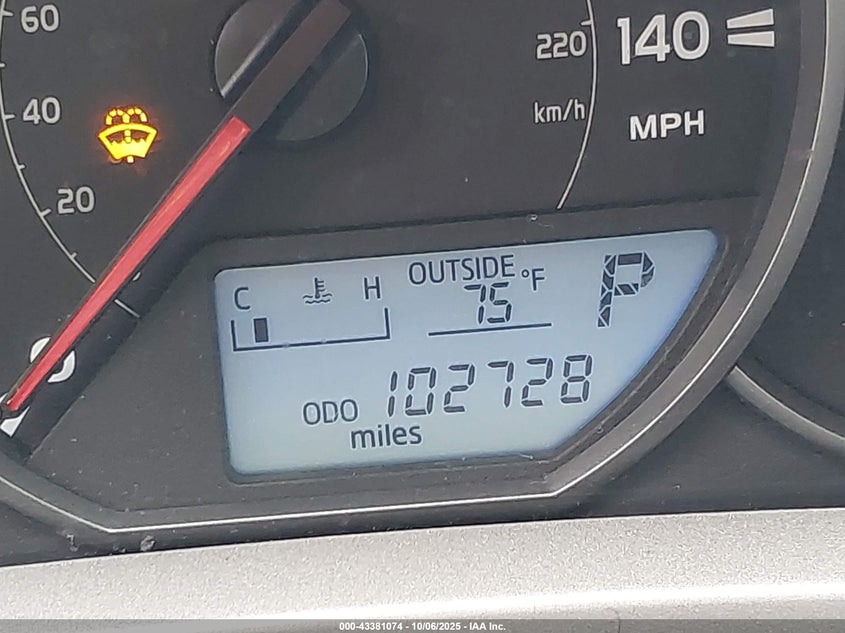 60
220
140
km/h
40
MPH
20
OUTSIDE °F
C H
75
P
0
ODO 102728
miles
000-43381074 - 10/06/2025 - IAA Inc.